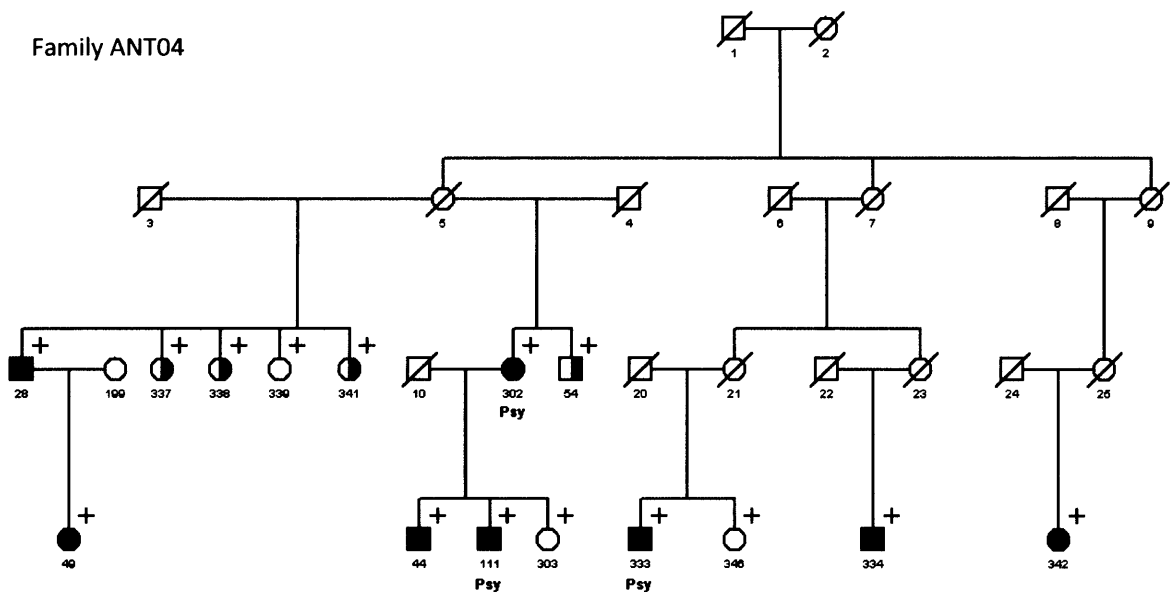 Family ANT04
1 2
3 5 4 6 7 8 9
+ + + + + + +
28 199 337 338 339 341 10 302 54 20 21 22 23 24 25
Psy
+ + + + + + + +
49 44 111 303 333 346 334 342
Psy Psy